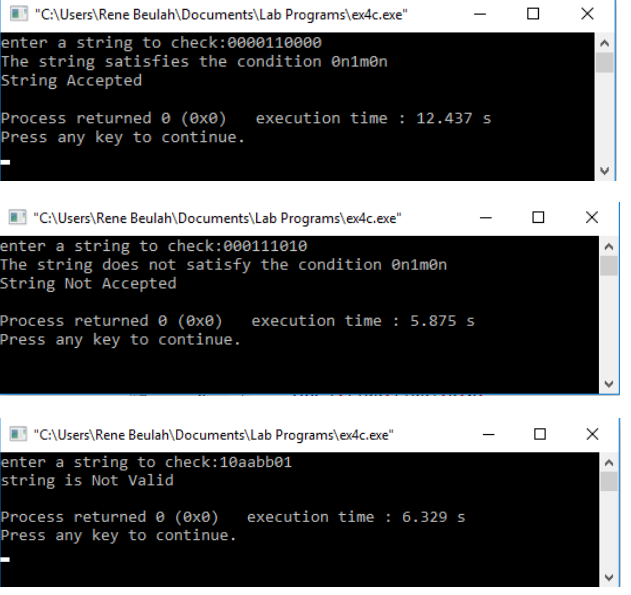 "C:\Users\Rene Beulah\Documents\Lab Programs\ex4c.exe"
enter a string to check:0000110000
The string satisfies the condition 0n1m0n
String Accepted
Process returned 0 (0x0)   execution time : 12.437 s
Press any key to continue.
"C:\Users\Rene Beulah\Documents\Lab Programs\ex4c.exe"
enter a string to check:000111010
The string does not satisfy the condition 0n1m0n
String Not Accepted
Process returned 0 (0x0)   execution time : 5.875 s
Press any key to continue.
"C:\Users\Rene Beulah\Documents\Lab Programs\ex4c.exe"
enter a string to check:10aabb01
string is Not Valid
Process returned 0 (0x0)   execution time : 6.329 s
Press any key to continue.